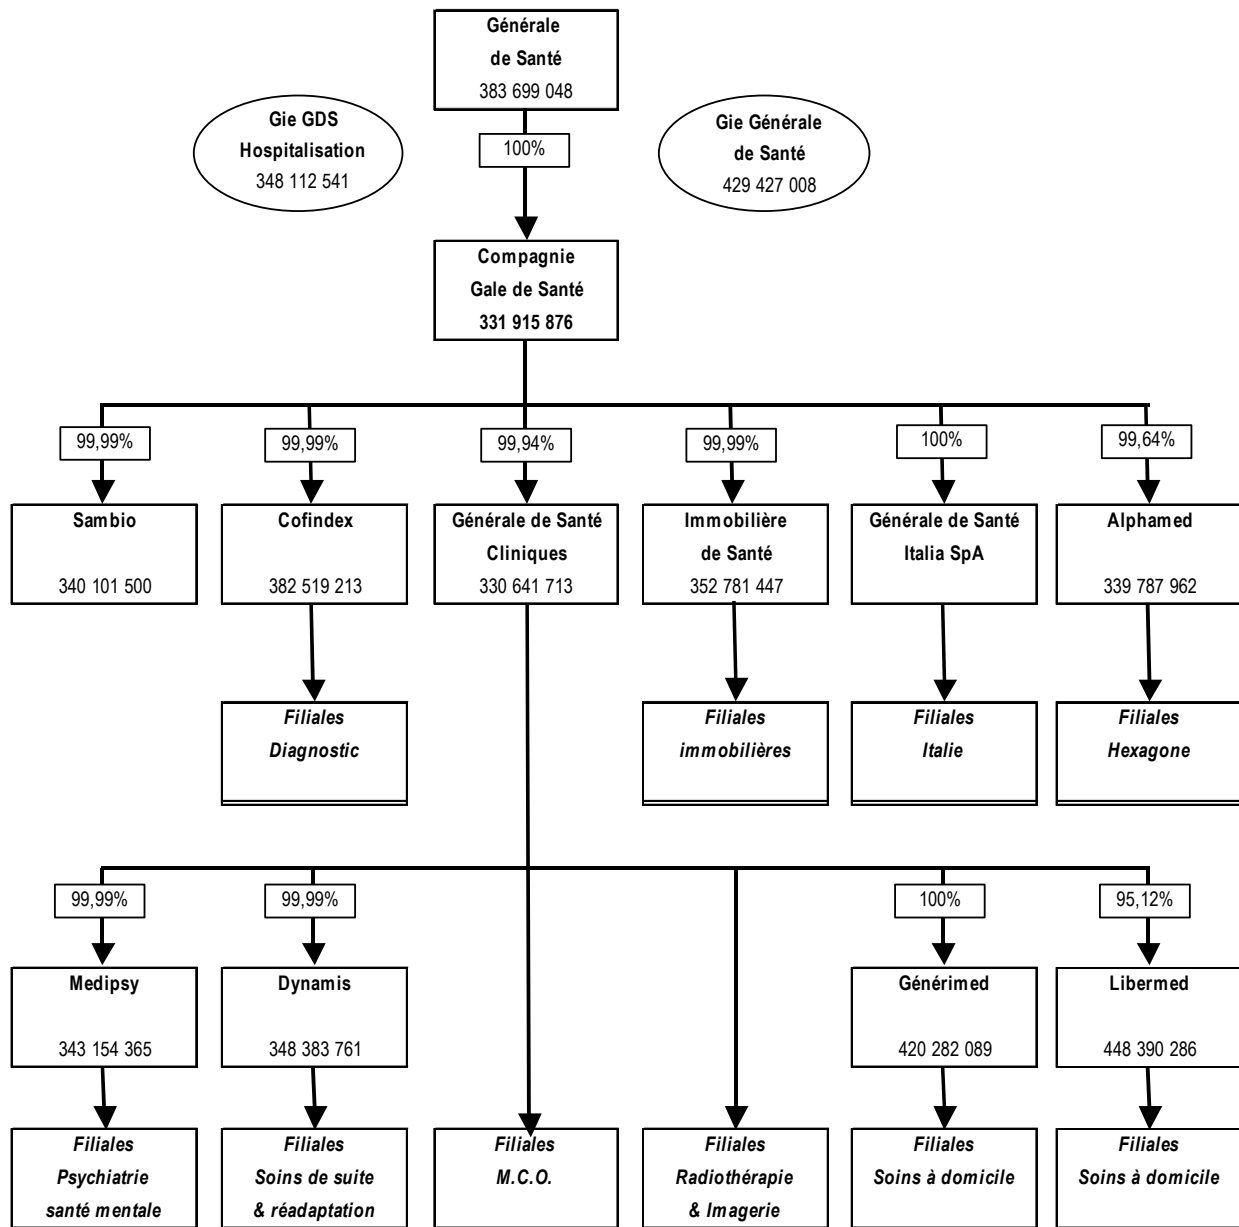 Générale
de Santé
383 699 048
Gie GDS
Hospitalisation
348 112 541
100%
Gie Générale
de Santé
429 427 008
Compagnie
Gale de Santé
331 915 876
99,99%
99,99%
99,94%
99,99%
100%
99,64%
Sambio
340 101 500
Cofindex
382 519 213
Générale de Santé
Cliniques
330 641 713
Immobilière
de Santé
352 781 447
Générale de Santé
Italia SpA
Alphamed
339 787 962
Filiales
Diagnostic
Filiales
immobilières
Filiales
Italie
Filiales
Hexagone
99,99%
99,99%
100%
95,12%
Medipsy
343 154 365
Dynamis
348 383 761
Générimed
420 282 089
Libermed
448 390 286
Filiales
Psychiatrie
santé mentale
Filiales
Soins de suite
& réadaptation
Filiales
M.C.O.
Filiales
Radiothérapie
& Imagerie
Filiales
Soins à domicile
Filiales
Soins à domicile